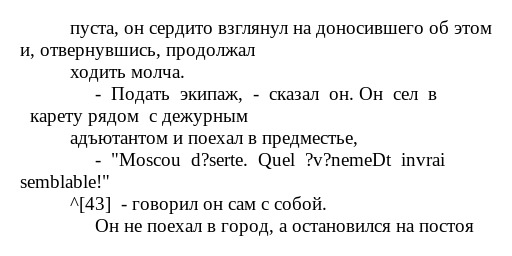 пуста, он сердито взглянул на доносившего об этом
и, отвернувшись, продолжал
ходить молча.
- Подать экипаж, - сказал он. Он сел в
карету рядом с дежурным
адъютантом и поехал в предместье,
- "Moscou d?serte. Quel ?v?nemeDt invrai
semblable!"
^[43] - говорил он сам с собой.
Он не поехал в город, а остановился на постоя